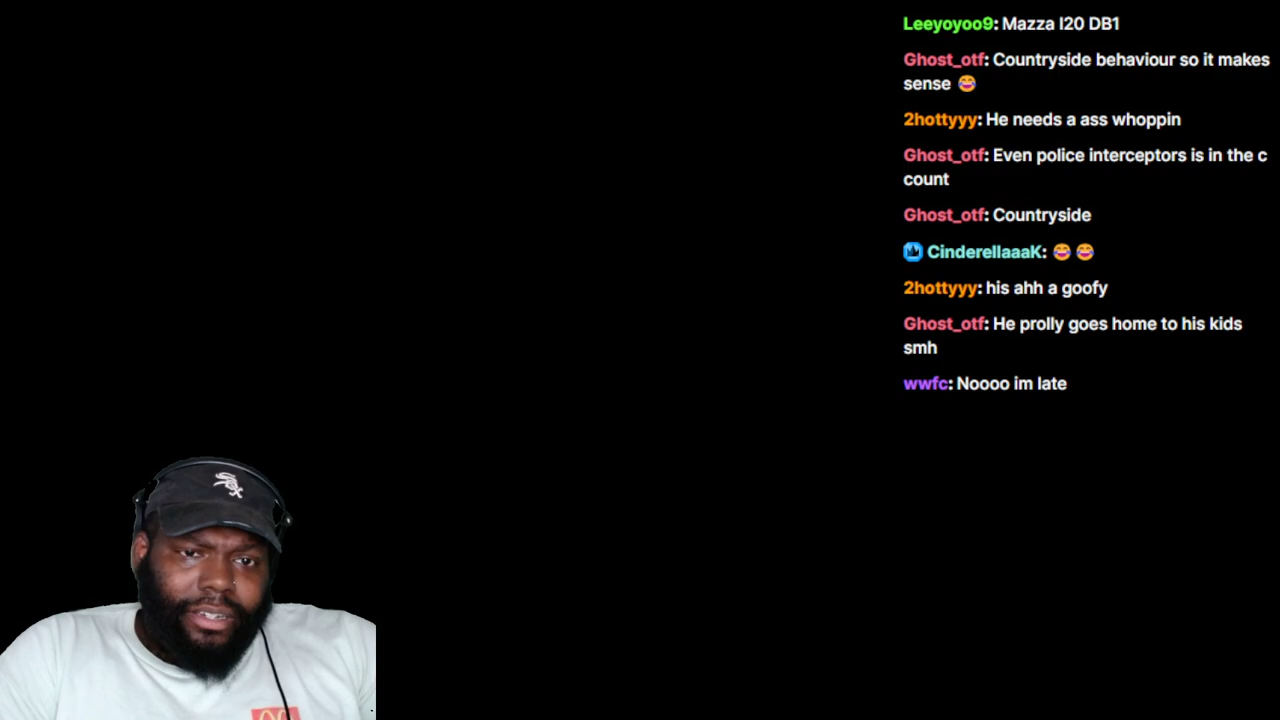 Leeyoyoo9: Mazza l20 DB1
Ghost_otf: Countryside behaviour so it makes
sense 😂
2hottyyy: He needs a ass whoppin
Ghost_otf: Even police interceptors is in the c
count
Ghost_otf: Countryside
CinderellaaaK: 😂 😂
2hottyyy: his ahh a goofy
Ghost_otf: He prolly goes home to his kids
smh
wwfc: Noooo im late
Sox